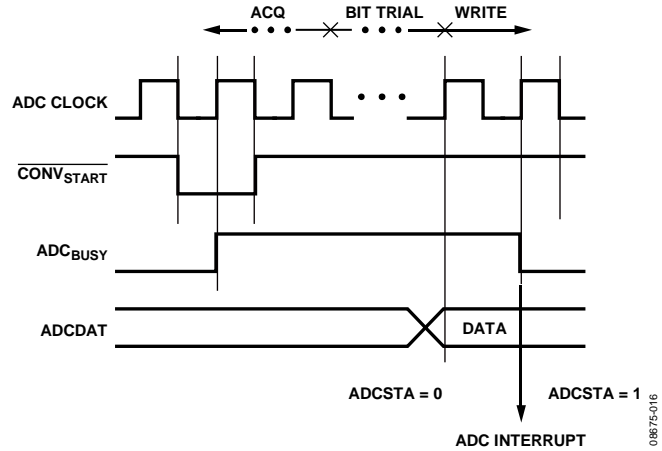 ACQ BIT TRIAL WRITE
ADC CLOCK
CONVSTART
ADCBUSY
ADCDAT DATA
ADCSTA = 0 ADCSTA = 1
ADC INTERRUPT
08675-016